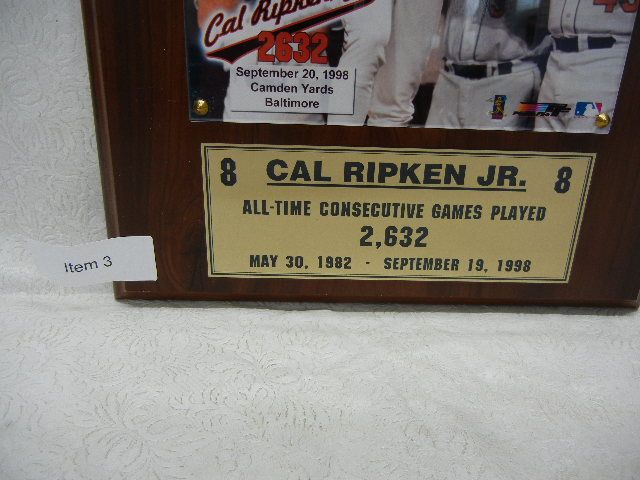 Cal Ripken
2632
September 20, 1998
Camden Yards
Baltimore
8 CAL RIPKEN JR. 8
ALL-TIME CONSECUTIVE GAMES PLAYED
2,632
MAY 30, 1982 - SEPTEMBER 19, 1998
Item 3